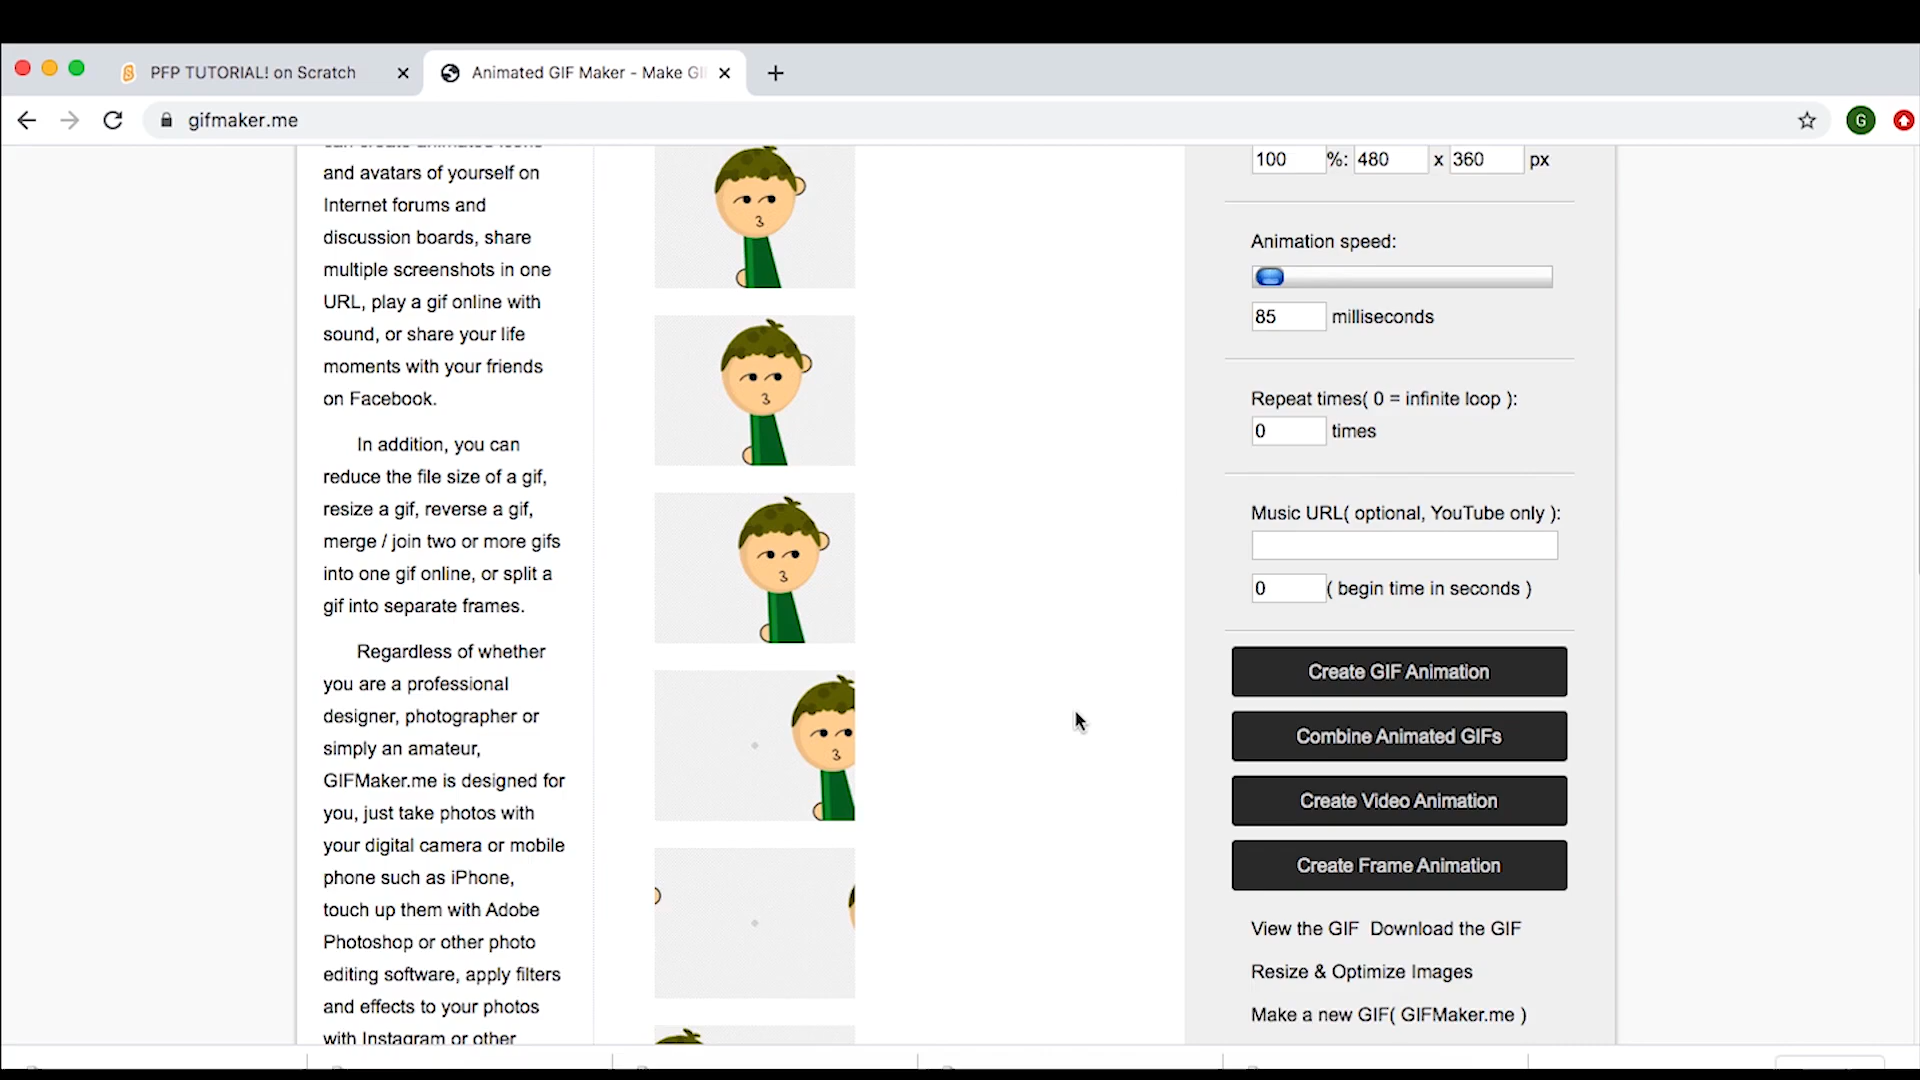 PFP TUTORIAL! on Scratch
Animated GIF Maker - Make GI
gifmaker.me
G
and avatars of yourself on
Internet forums and
discussion boards, share
multiple screenshots in one
URL, play a gif online with
sound, or share your life
moments with your friends
on Facebook.
In addition, you can
reduce the file size of a gif,
resize a gif, reverse a gif,
merge / join two or more gifs
into one gif online, or split a
gif into separate frames.
Regardless of whether
you are a professional
designer, photographer or
simply an amateur,
GIFMaker.me is designed for
you, just take photos with
your digital camera or mobile
phone such as iPhone,
touch up them with Adobe
Photoshop or other photo
editing software, apply filters
and effects to your photos
with Instagram or other
3
3
3
3
100 %: 480 x 360 px
Animation speed:
85 milliseconds
Repeat times( 0 = infinite loop ):
0 times
Music URL( optional, YouTube only ):
0 ( begin time in seconds )
Create GIF Animation
Combine Animated GIFs
Create Video Animation
Create Frame Animation
View the GIF Download the GIF
Resize & Optimize Images
Make a new GIF( GIFMaker.me )